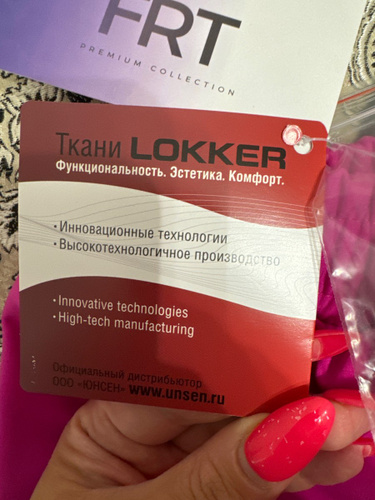 FRT
PREMIUM COLLECTION
Ткани LOKKER
Функциональность. Эстетика. Комфорт.
• Инновационные технологии
• Высокотехнологичное производство
• Innovative technologies
• High-tech manufacturing
Официальный дистрибьютор
ООО «ЮНСЕН» www.unsen.ru